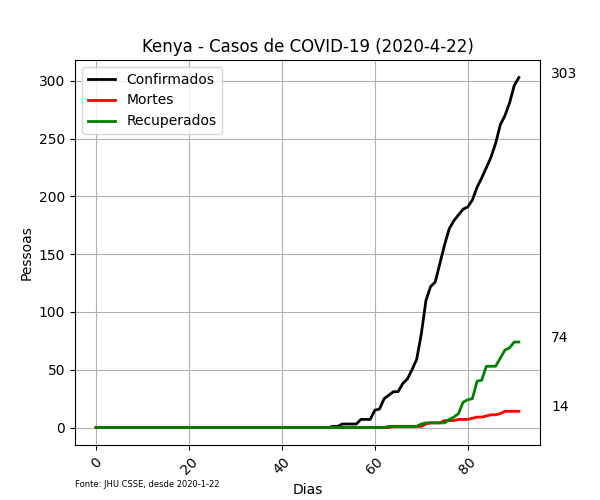 Kenya - Casos de COVID-19 (2020-4-22)
Confirmados
Mortes
Recuperados
303
74
14
300
250
200
150
100
50
0
Pessoas
0
20
40
60
80
Dias
Fonte: JHU CSSE, desde 2020-1-22